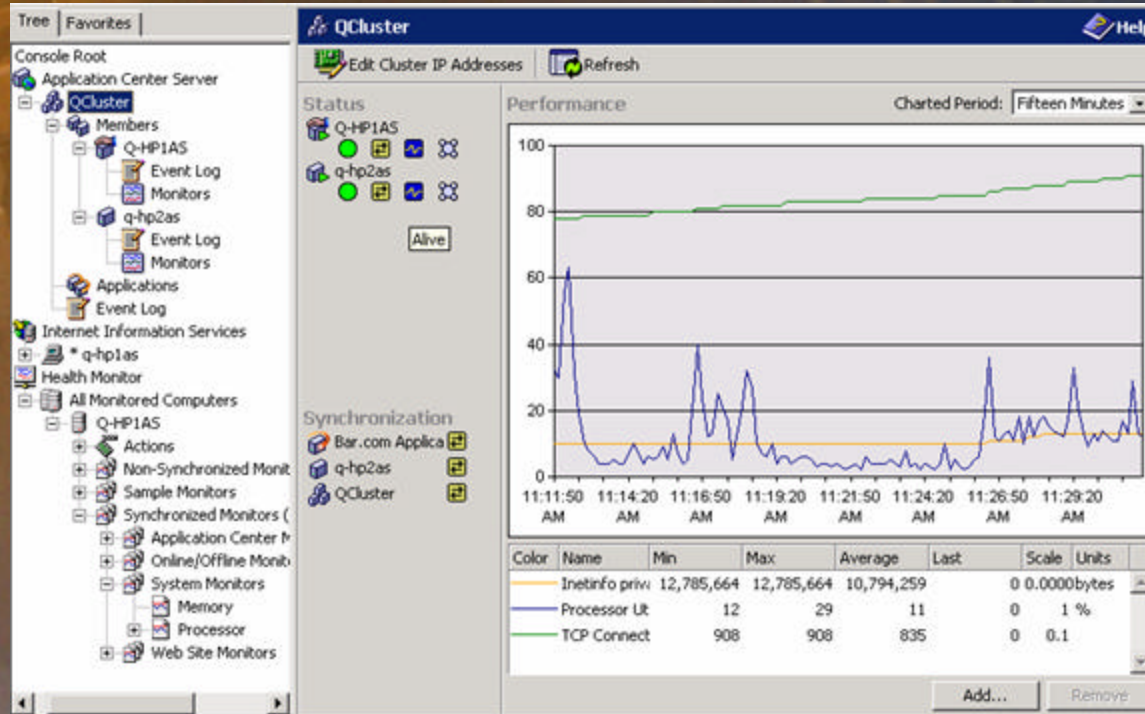 Tree Favorites
Console Root
Application Center Server
QCluster
Members
Q-HP1AS
Event Log
Monitors
q-hp2as
Event Log
Monitors
Applications
Event Log
Internet Information Services
* q-hp1as
Health Monitor
All Monitored Computers
Q-HP1AS
Actions
Non-Synchronized Monit
Sample Monitors
Synchronized Monitors (
Application Center M
Online/Offline Monit
System Monitors
Memory
Processor
Web Site Monitors
QCluster Help
Edit Cluster IP Addresses Refresh
Status
Q-HP1AS
q-hp2as
Alive
Synchronization
Bar.com Applica
q-hp2as
QCluster
Performance Charted Period: Fifteen Minutes
100
80
60
40
20
0
11:11:50 11:14:20 11:16:50 11:19:20 11:21:50 11:24:20 11:26:50 11:29:20
AM AM AM AM AM AM AM AM
Color Name Min Max Average Last Scale Units
Inetinfo priv 12,785,664 12,785,664 10,794,259 0 0.0000 bytes
Processor Ut 12 29 11 0 1 %
TCP Connect 908 908 835 0 0.1
Add... Remove